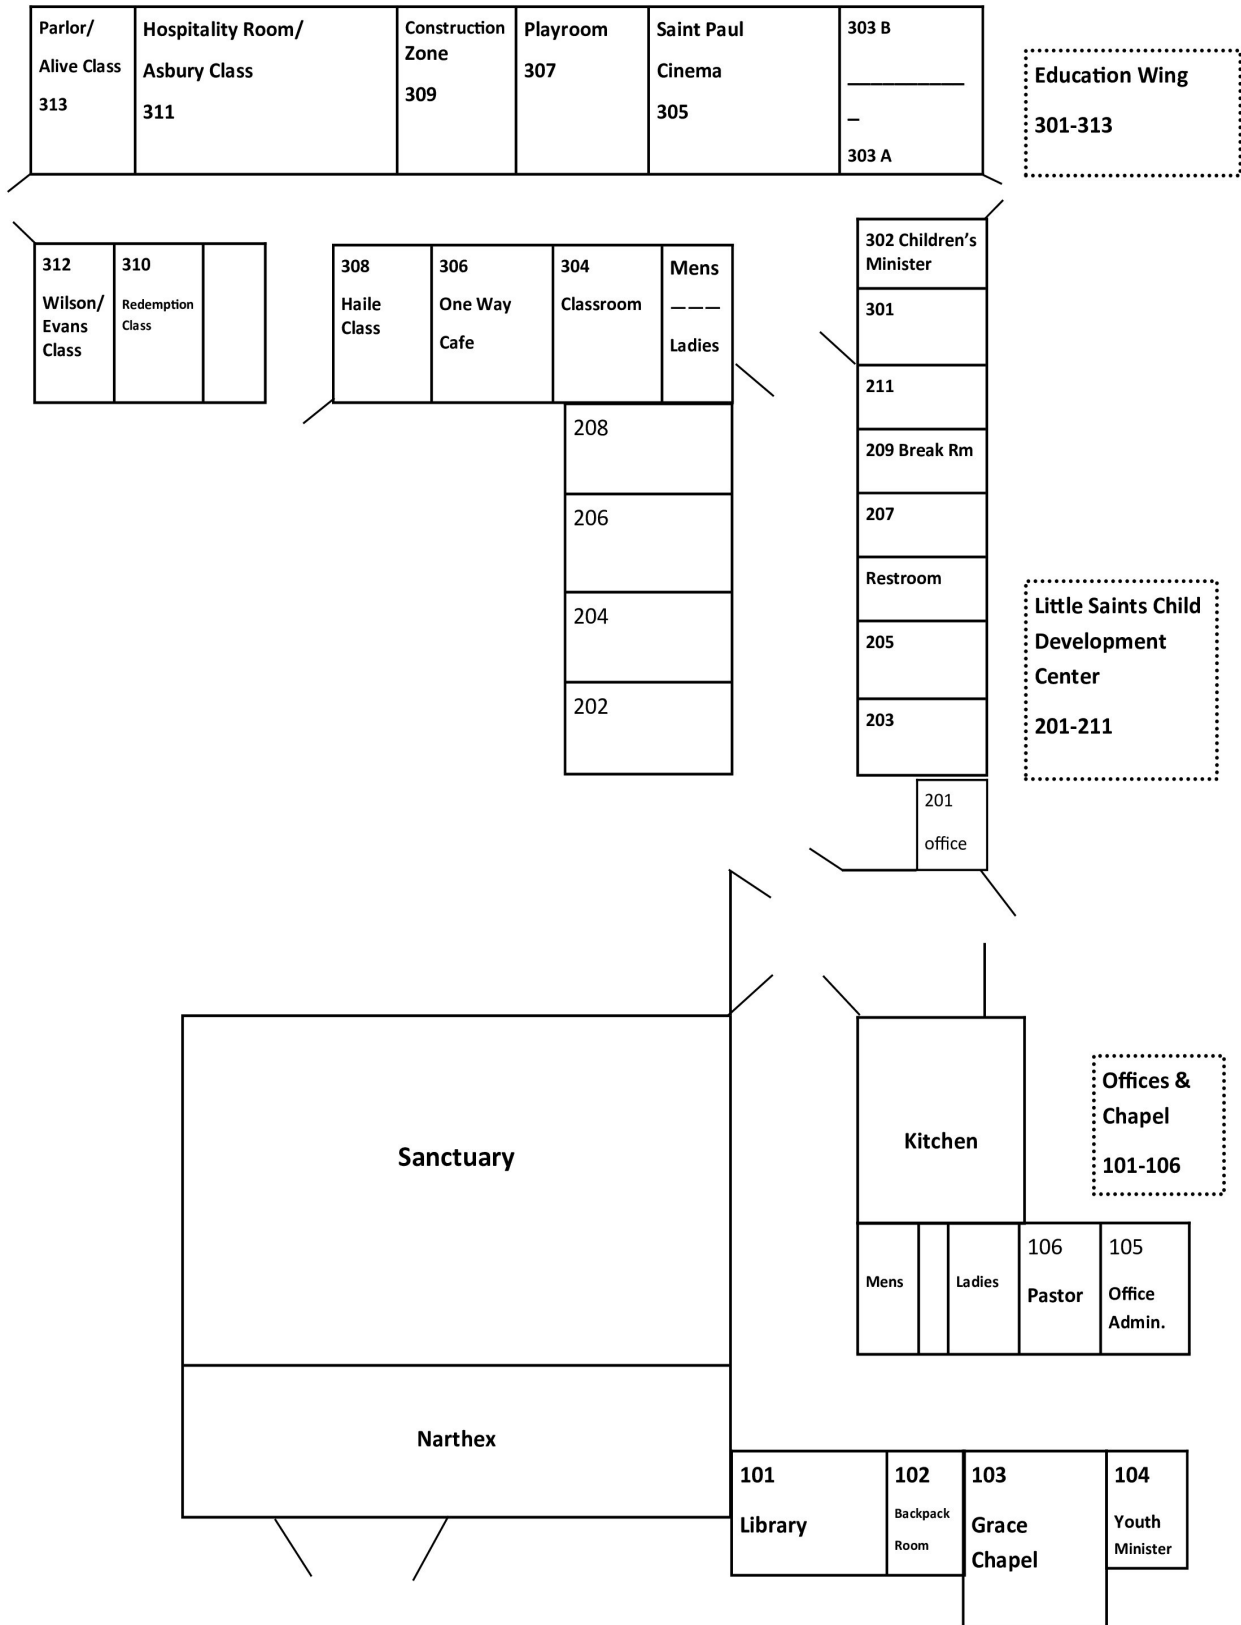 Parlor/
Alive Class
313
Hospitality Room/
Asbury Class
311
Construction
Zone
309
Playroom
307
Saint Paul
Cinema
305
303 B
___________
_
303 A
Education Wing
301-313
312
Wilson/
Evans
Class
310
Redemption
Class
308
Haile
Class
306
One Way
Cafe
304
Classroom
Mens
———
Ladies
302 Children’s
Minister
301
211
209 Break Rm
207
Restroom
205
203
201
office
208
206
204
202
Little Saints Child
Development
Center
201-211
Sanctuary
Kitchen
Offices &
Chapel
101-106
Mens
Ladies
106
Pastor
105
Office
Admin.
Narthex
101
Library
102
Backpack
Room
103
Grace
Chapel
104
Youth
Minister